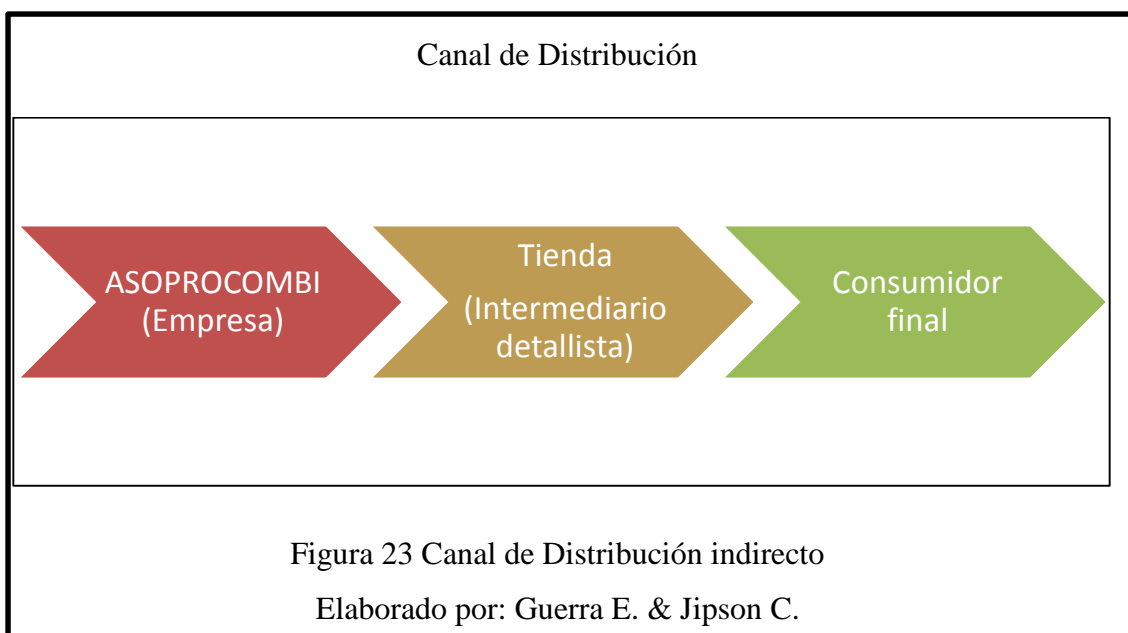 Canal de Distribución
ASOPROCOMBI
(Empresa)
Tienda
(Intermediario
detallista)
Consumidor
final
Figura 23 Canal de Distribución indirecto
Elaborado por: Guerra E. & Jipson C.